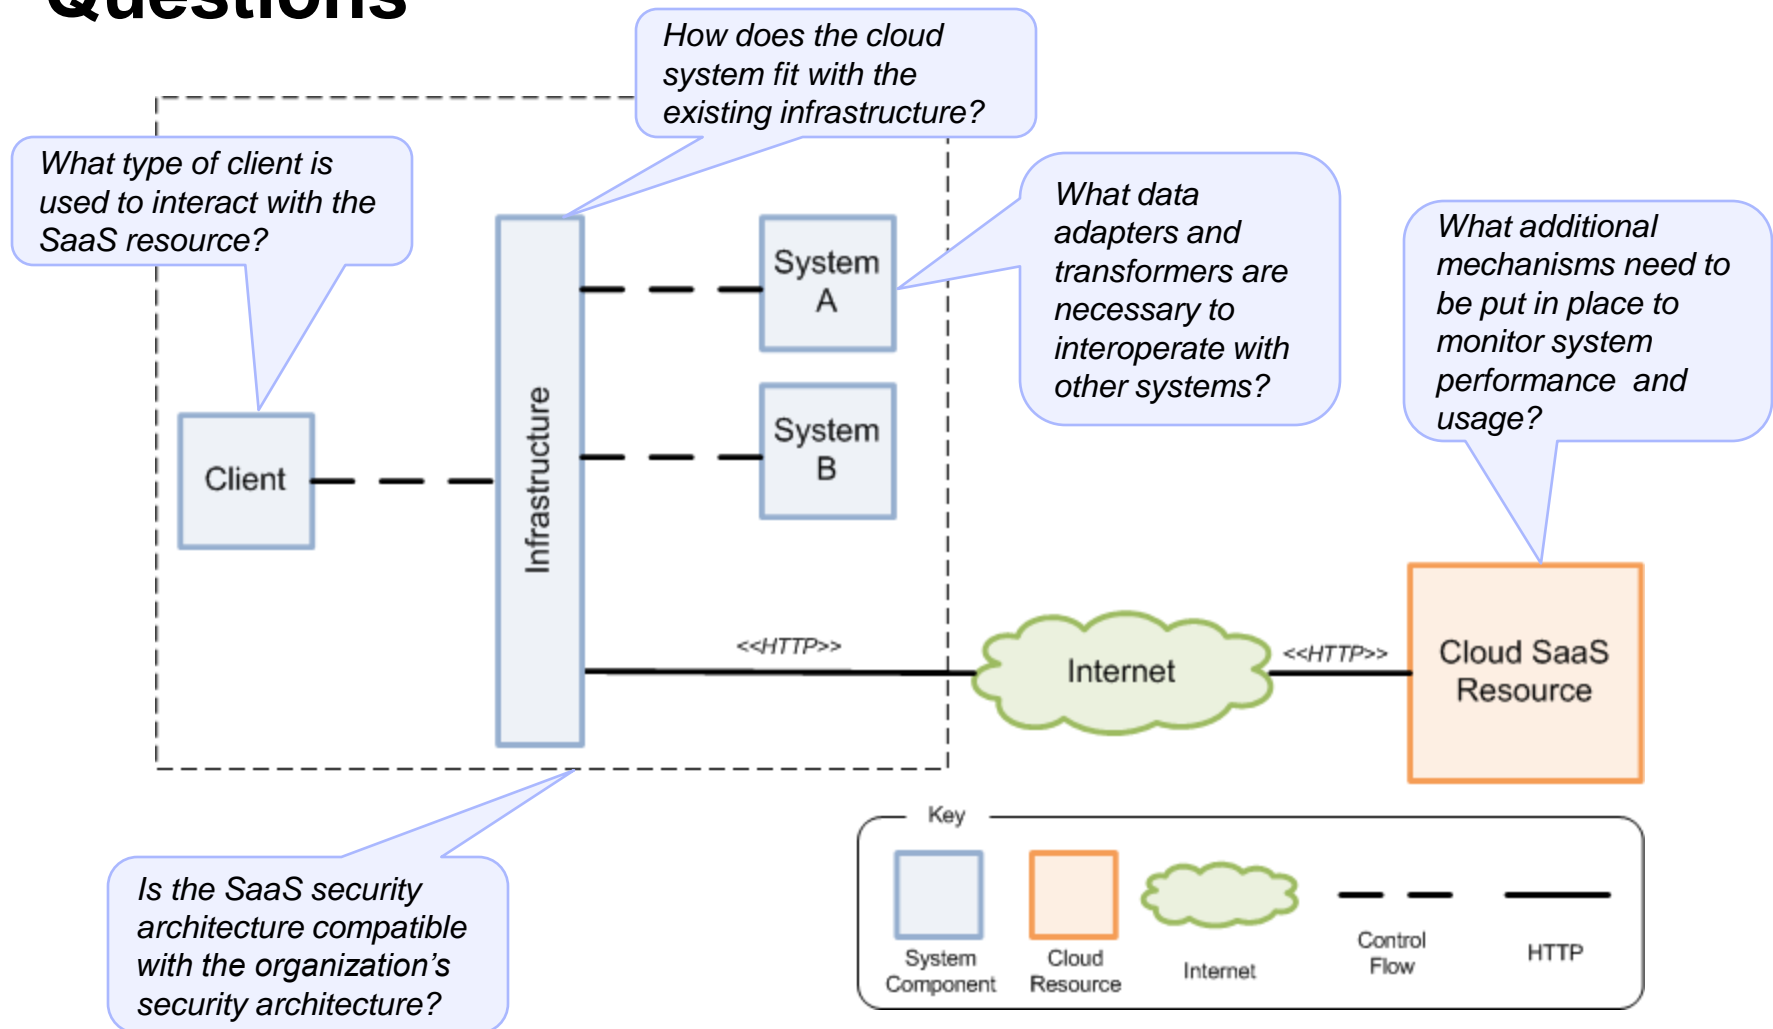 Questions
How does the cloud
system fit with the
existing infrastructure?
What type of client is
used to interact with the
SaaS resource?
What data
adapters and
transformers are
necessary to
interoperate with
other systems?
What additional
mechanisms need to
be put in place to
monitor system
performance and
usage?
System
A
System
B
Client
Infrastructure
<<HTTP>>
Internet
<<HTTP>>
Cloud SaaS
Resource
Is the SaaS security
architecture compatible
with the organization's
security architecture?
Key
System
Component
Cloud
Resource
Internet
Control
Flow
HTTP